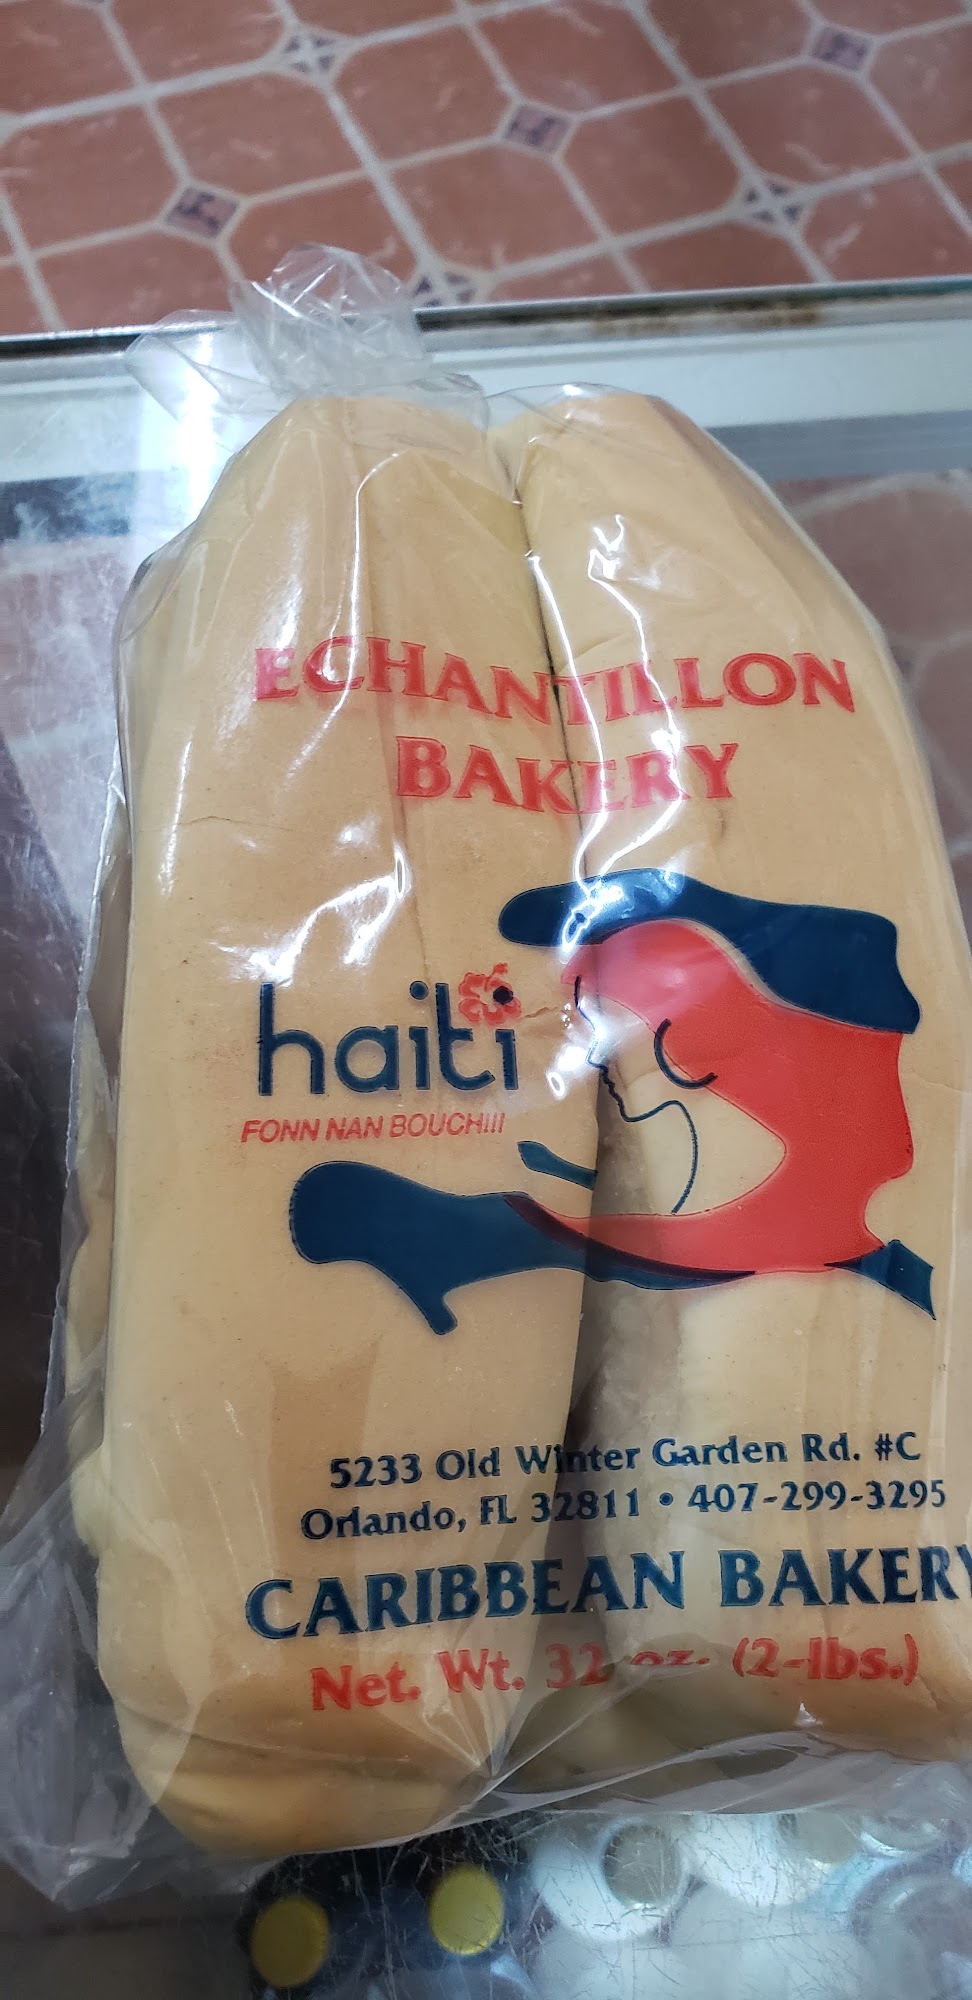 ECHANTILLON
BAKERY
haiti
FONN NAN BOUCH!!!
5233 Old Winter Garden Rd. #C
Orlando, FL 32811 • 407-299-3295
CARIBBEAN BAKERY
Net. Wt. 32 oz. (2-lbs.)